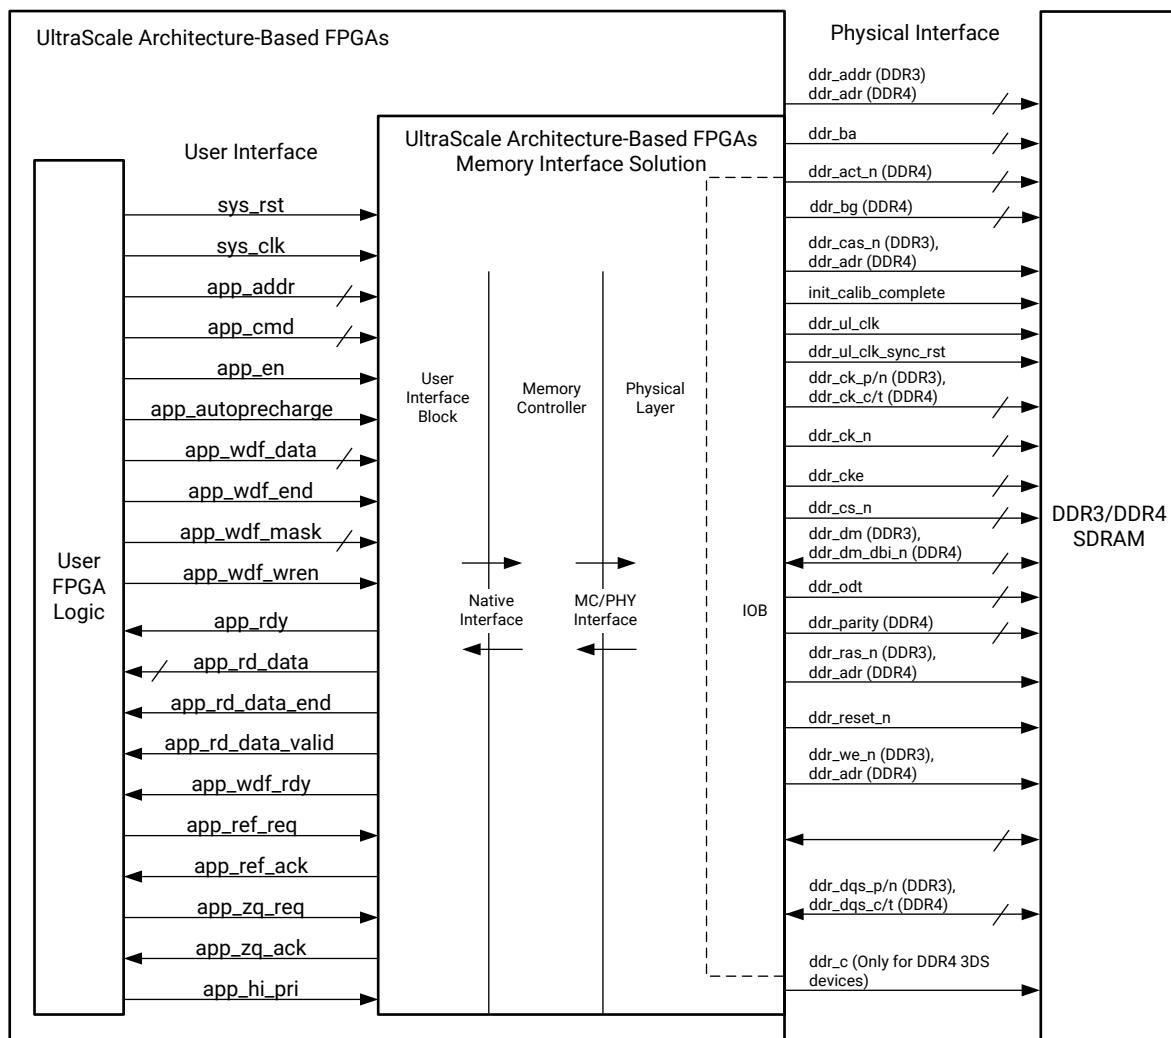 UltraScale Architecture-Based FPGAs
User Interface
UltraScale Architecture-Based FPGAs
Memory Interface Solution
Physical Interface
User
FPGA
Logic
sys_rst
sys_clk
app_addr
app_cmd
app_en
app_autoprecharge
app_wdf_data
app_wdf_end
app_wdf_mask
app_wdf_wren
app_rdy
app_rd_data
app_rd_data_end
app_rd_data_valid
app_wdf_rdy
app_ref_req
app_ref_ack
app_zq_req
app_zq_ack
app_hi_pri
User
Interface
Block
Memory
Controller
Physical
Layer
Native
Interface
MC/PHY
Interface
IOB
ddr_addr (DDR3)
ddr_adr (DDR4)
ddr_ba
ddr_act_n (DDR4)
ddr_bg (DDR4)
ddr_cas_n (DDR3),
ddr_adr (DDR4)
init_calib_complete
ddr_ul_clk
ddr_ul_clk_sync_rst
ddr_ck_p/n (DDR3),
ddr_ck_c/t (DDR4)
ddr_ck_n
ddr_cke
ddr_cs_n
ddr_dm (DDR3),
ddr_dm_dbi_n (DDR4)
ddr_odt
ddr_parity (DDR4)
ddr_ras_n (DDR3),
ddr_adr (DDR4)
ddr_reset_n
ddr_we_n (DDR3),
ddr_adr (DDR4)
ddr_dqs_p/n (DDR3),
ddr_dqs_c/t (DDR4)
ddr_c (Only for DDR4 3DS
devices)
DDR3/DDR4
SDRAM